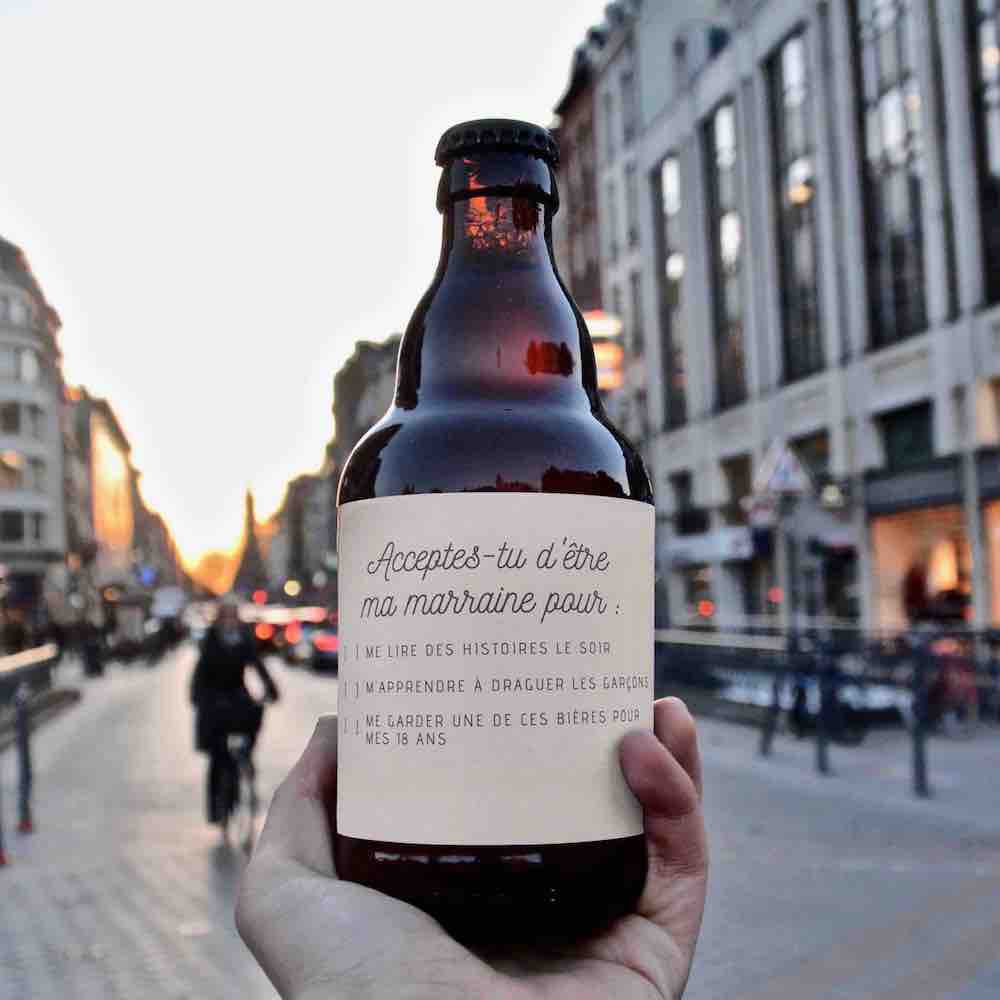 Acceptes-tu d'être
ma marraine pour :
[ ] ME LIRE DES HISTOIRES LE SOIR
[ ] M'APPRENDRE À DRAGUER LES GARÇONS
[ ] ME GARDER UNE DE CES BIÈRES POUR
MES 18 ANS